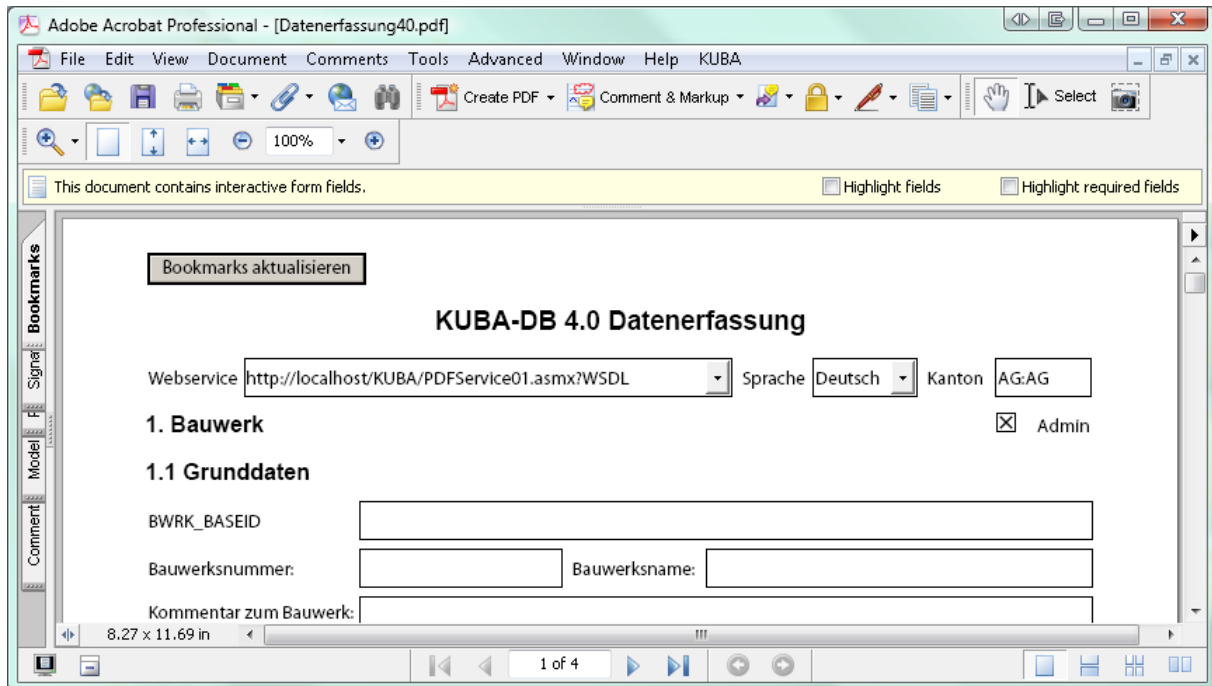 Adobe Acrobat Professional - [Datenerfassung40.pdf]
File Edit View Document Comments Tools Advanced Window Help KUBA
Create PDF Comment & Markup Select
100%
This document contains interactive form fields. Highlight fields Highlight required fields
Bookmarks
Signa
Model
Comment
Bookmarks aktualisieren
KUBA-DB 4.0 Datenerfassung
Webservice http://localhost/KUBA/PDFService01.asmx?WSDL Sprache Deutsch Kanton AG:AG
1. Bauwerk Admin
1.1 Grunddaten
BWRK_BASEID
Bauwerksnummer: Bauwerksname:
Kommentar zum Bauwerk:
8.27 x 11.69 in
1 of 4